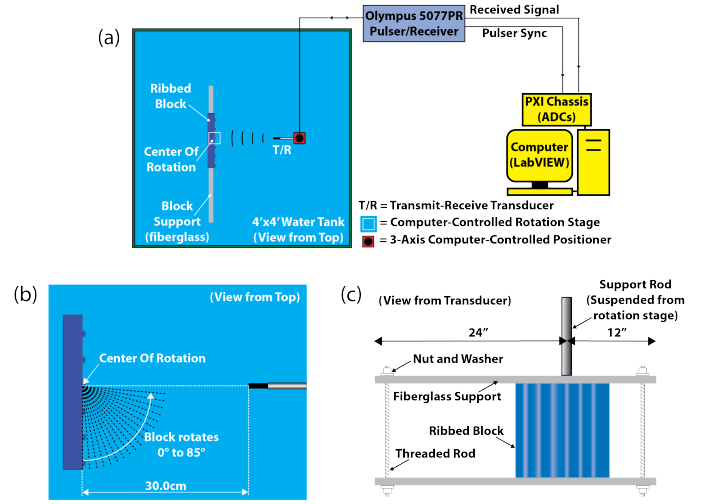 (a)
Olympus 5077PR
Pulser/Receiver
Received Signal
Pulser Sync
PXI Chassis
(ADCs)
Computer
(LabVIEW)
Ribbed
Block
Center Of
Rotation
T/R
Block
Support
(fiberglass)
4'x4' Water Tank
(View from Top)
T/R = Transmit-Receive Transducer
= Computer-Controlled Rotation Stage
= 3-Axis Computer-Controlled Positioner
(b)
(View from Top)
Center Of Rotation
Block rotates
0° to 85°
30.0cm
(c)
(View from Transducer)
Support Rod
(Suspended from
rotation stage)
24”
12”
Nut and Washer
Fiberglass Support
Ribbed Block
Threaded Rod